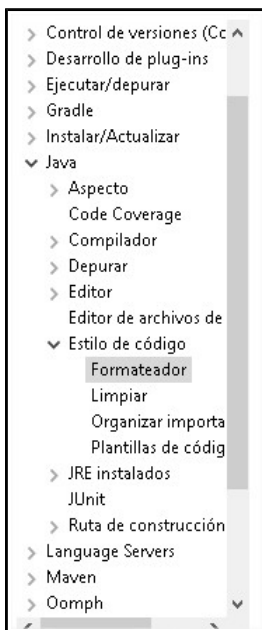 Control de versiones (Cc
Desarrollo de plug-ins
Ejecutar/depurar
Gradle
Instalar/Actualizar
Java
Aspecto
Code Coverage
Compilador
Depurar
Editor
Editor de archivos de
Estilo de código
Formateador
Limpiar
Organizar importa
Plantillas de códig
JRE instalados
JUnit
Ruta de construcción
Language Servers
Maven
Oomph